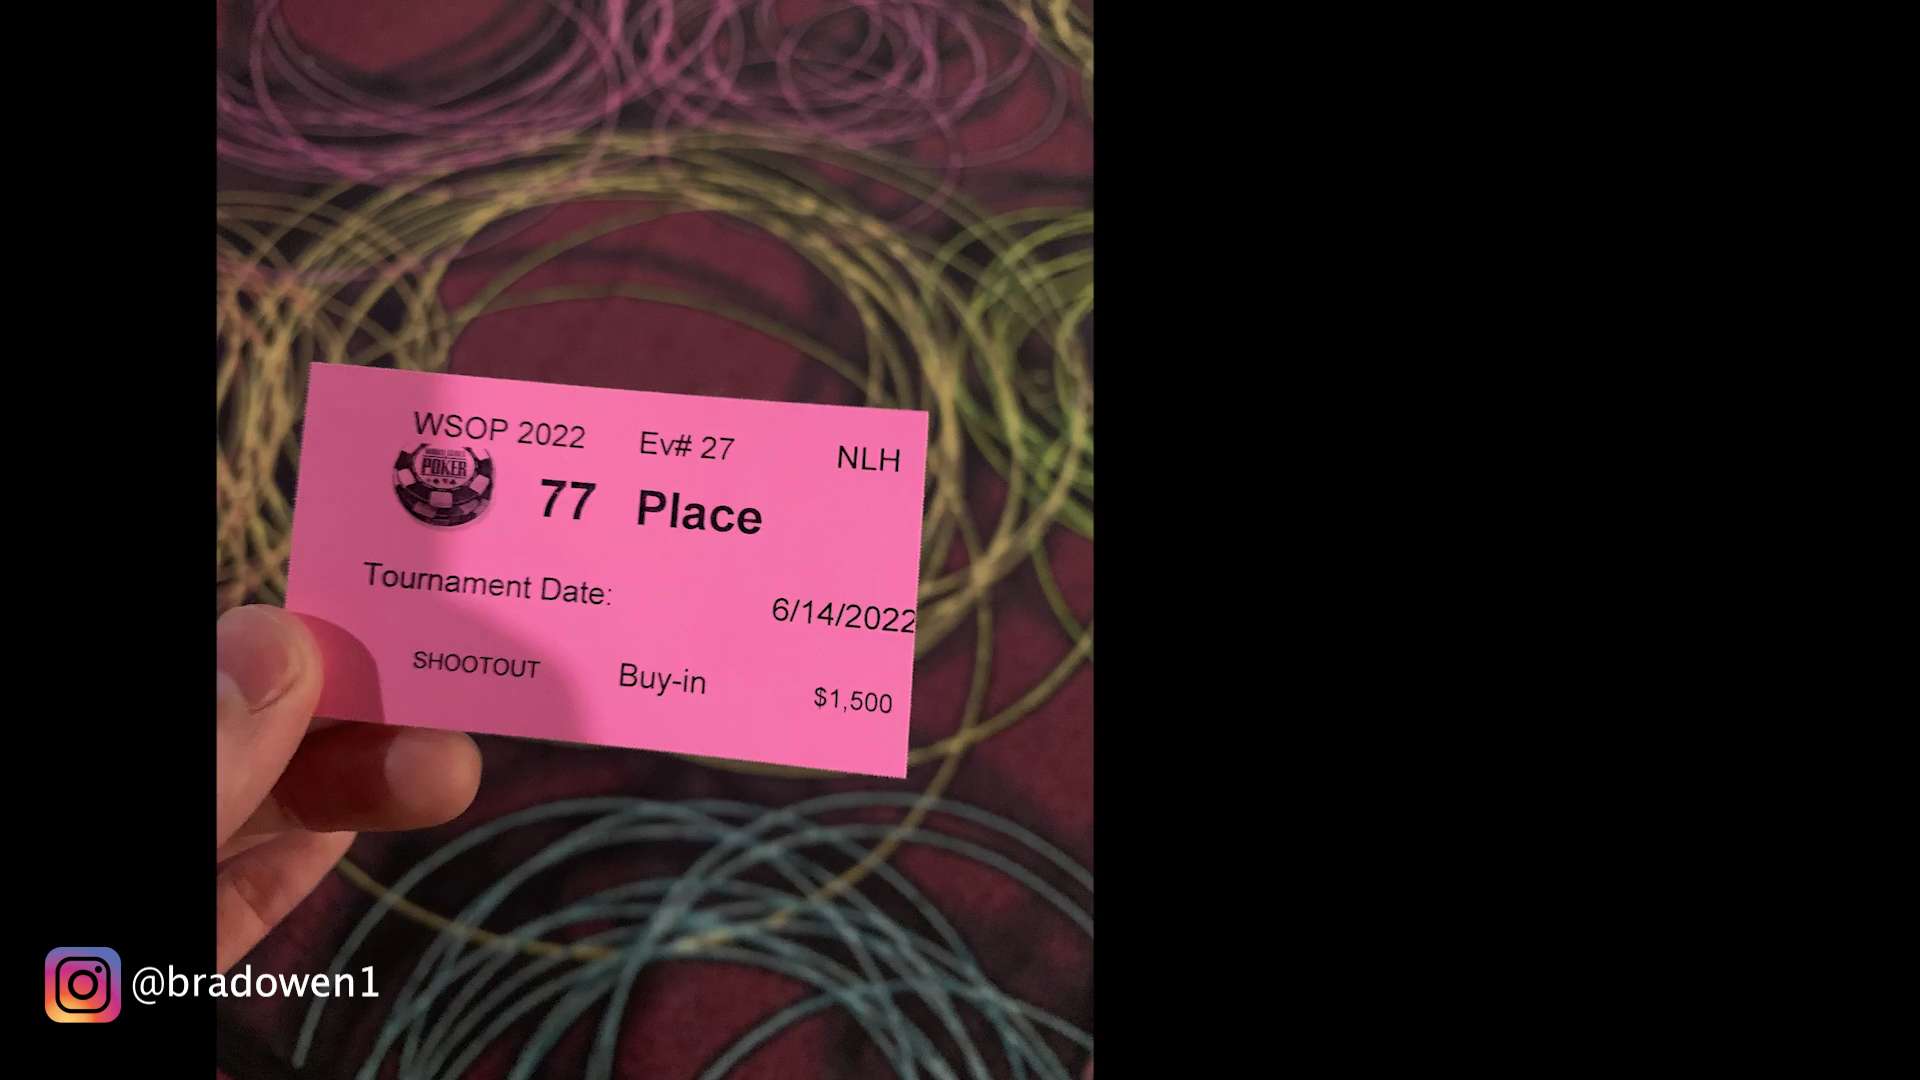 WSOP 2022 Ev# 27 NLH
POKER
77 Place
Tournament Date: 6/14/2022
SHOOTOUT Buy-in $1,500
@bradowen1